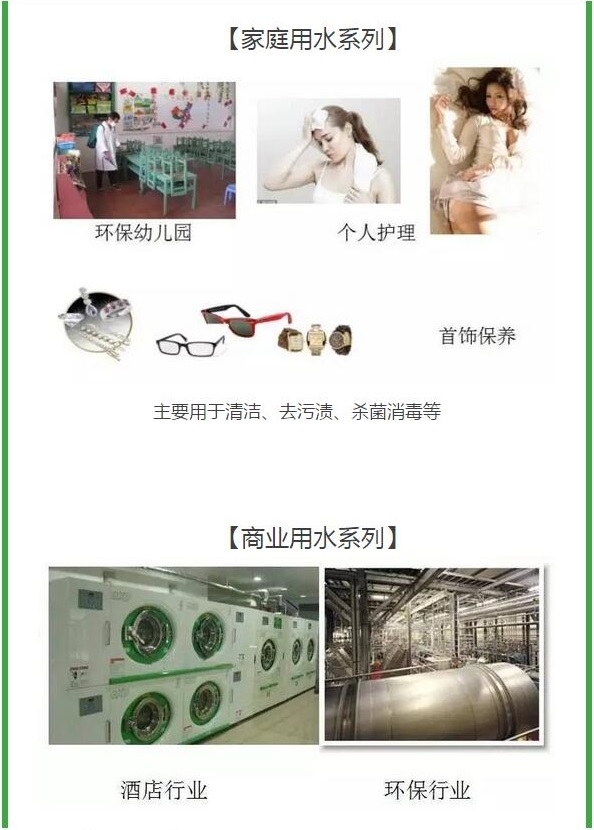 【家庭用水系列】
环保幼儿园
个人护理
首饰保养
主要用于清洁、去污渍、杀菌消毒等
【商业用水系列】
酒店行业
环保行业